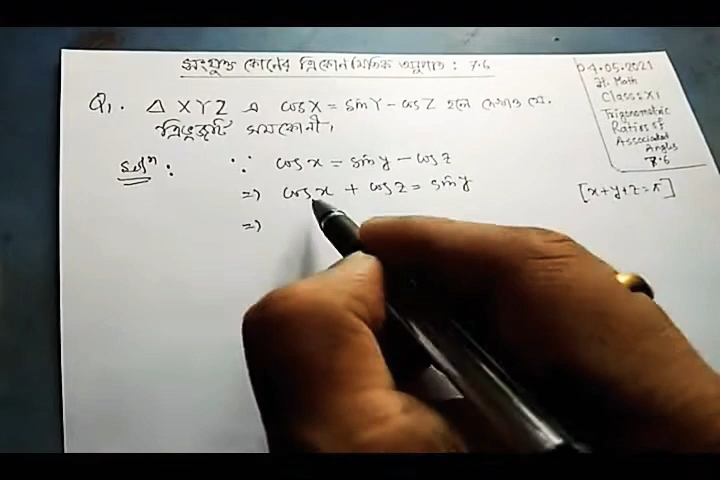 সংযুক্ত কোনের ত্রিকোনমিতিক অনুপাত : 7.6
04.05.2021
H. Math
Class: XI
Trigonometric
Ratios of
Associated
Angles
7.6
Q1. △ XYZ এ cos X = sin Y - cos Z হলে দেখাও যে,
ত্রিভূজটি সমকোনী।
Solⁿ : ∵ cos x = sin y - cos z
=> cos x + cos z = sin y [x+y+z=π]
=>